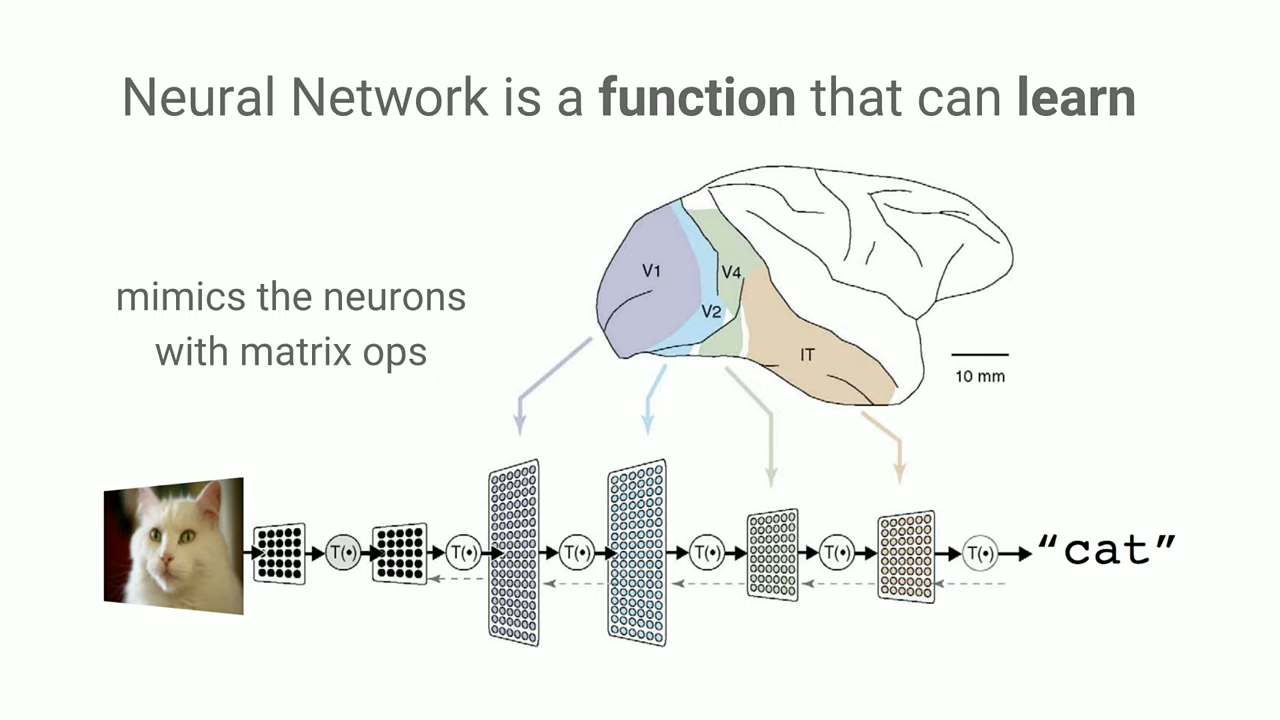 Neural Network is a function that can learn
mimics the neurons
with matrix ops
V1
V4
V2
IT
10 mm
T(•)
T(•)
T(•)
T(•)
T(•)
T(•)
“cat”